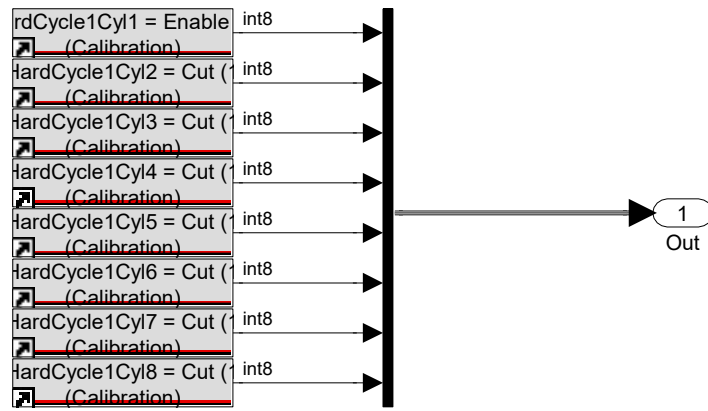 rdCycle1Cyl1 = Enable int8
(Calibration)
HardCycle1Cyl2 = Cut (1 int8
(Calibration)
HardCycle1Cyl3 = Cut (1 int8
(Calibration)
HardCycle1Cyl4 = Cut (1 int8
(Calibration)
HardCycle1Cyl5 = Cut (1 int8
(Calibration)
HardCycle1Cyl6 = Cut (1 int8
(Calibration)
HardCycle1Cyl7 = Cut (1 int8
(Calibration)
HardCycle1Cyl8 = Cut (1 int8
(Calibration)
1
Out